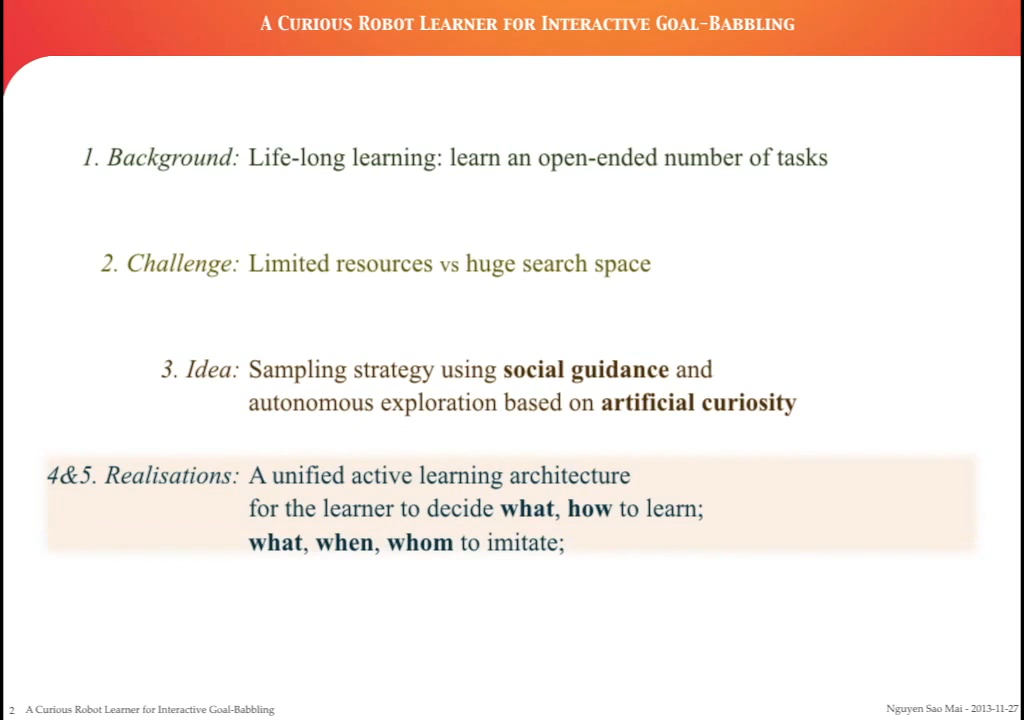 A Curious Robot Learner for Interactive Goal-Babbling
1. Background: Life-long learning: learn an open-ended number of tasks
2. Challenge: Limited resources vs huge search space
3. Idea: Sampling strategy using social guidance and
autonomous exploration based on artificial curiosity
4&5. Realisations: A unified active learning architecture
for the learner to decide what, how to learn;
what, when, whom to imitate;
2 A Curious Robot Learner for Interactive Goal-Babbling
Nguyen Sao Mai - 2013-11-27